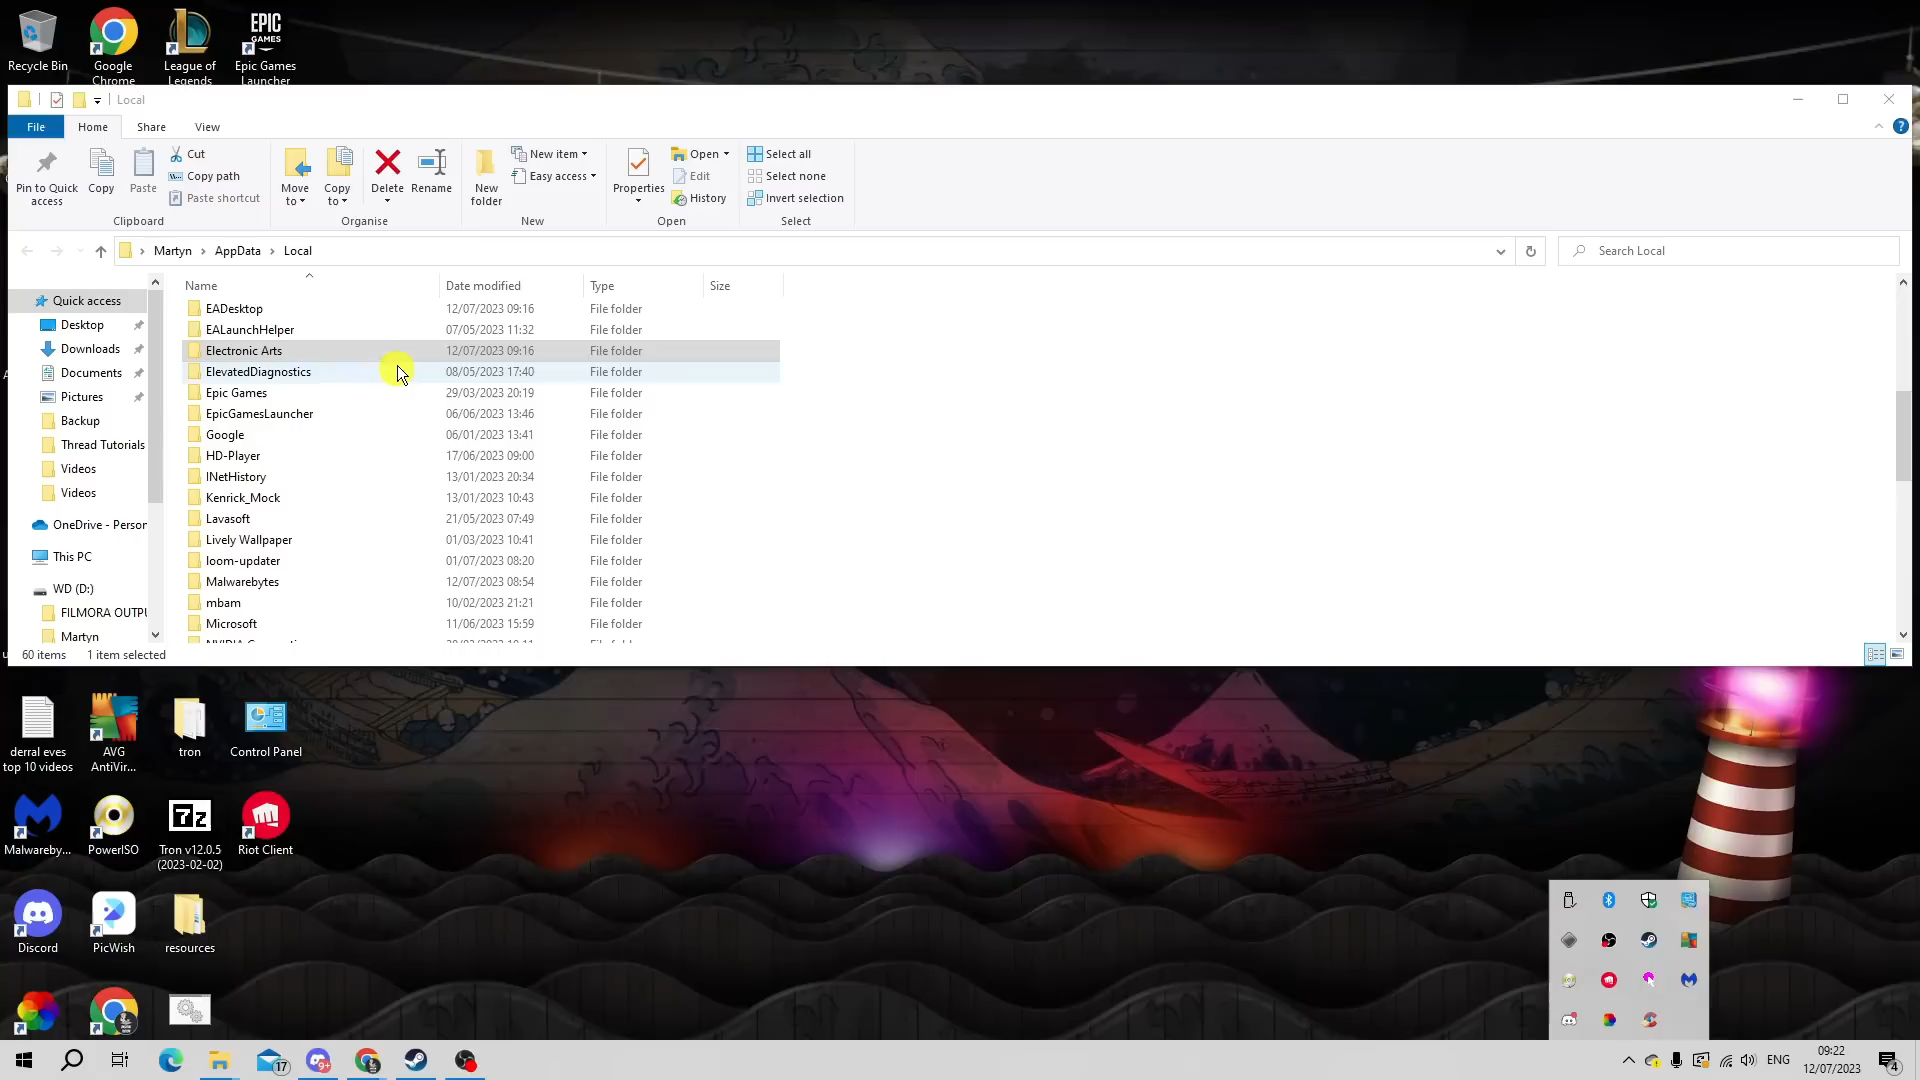 Recycle Bin
Google
Chrome
League of
Legends
EPIC
GAMES
Epic Games
Launcher
Local
File
Home
Share
View
Pin to Quick
access
Copy
Paste
Cut
Copy path
Paste shortcut
Clipboard
Move
to
Copy
to
Delete
Rename
Organise
New
folder
New item
Easy access
New
Properties
Open
Edit
History
Open
Select all
Select none
Invert selection
Select
Martyn > AppData > Local
Search Local
Name
Date modified
Type
Size
Quick access
Desktop
Downloads
Documents
Pictures
Backup
Thread Tutorials
Videos
Videos
OneDrive - Person
This PC
WD (D:)
FILMORA OUTPU
Martyn
EADesktop 12/07/2023 09:16 File folder
EALaunchHelper 07/05/2023 11:32 File folder
Electronic Arts 12/07/2023 09:16 File folder
ElevatedDiagnostics 08/05/2023 17:40 File folder
Epic Games 29/03/2023 20:19 File folder
EpicGamesLauncher 06/06/2023 13:46 File folder
Google 06/01/2023 13:41 File folder
HD-Player 17/06/2023 09:00 File folder
INetHistory 13/01/2023 20:34 File folder
Kenrick_Mock 13/01/2023 10:43 File folder
Lavasoft 21/05/2023 07:49 File folder
Lively Wallpaper 01/03/2023 10:41 File folder
loom-updater 01/07/2023 08:20 File folder
Malwarebytes 12/07/2023 08:54 File folder
mbam 10/02/2023 21:21 File folder
Microsoft 11/06/2023 15:59 File folder
60 items 1 item selected
derral eves
top 10 videos
AVG
AntiVir...
tron
Control Panel
Malwareby...
PowerISO
7z
Tron v12.0.5
(2023-02-02)
Riot Client
Discord
PicWish
resources
17
9+
ENG
09:22
12/07/2023
4